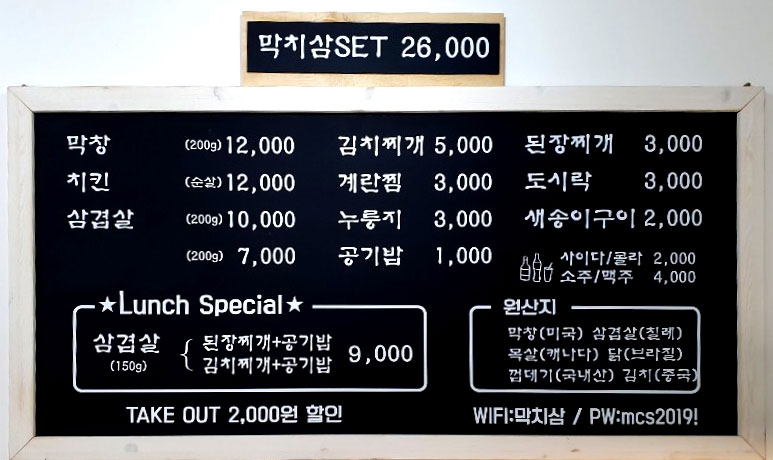 막치삼SET 26,000
막창 (200g) 12,000
치킨 (순살) 12,000
삼겹살 (200g) 10,000
(200g) 7,000
김치찌개 5,000
계란찜 3,000
누룽지 3,000
공기밥 1,000
된장찌개 3,000
도시락 3,000
새송이구이 2,000
사이다/콜라 2,000
소주/맥주 4,000
★Lunch Special★
삼겹살
(150g)
된장찌개+공기밥
김치찌개+공기밥
9,000
원산지
막창(미국) 삼겹살(칠레)
목살(캐나다) 닭(브라질)
껍데기(국내산) 김치(중국)
TAKE OUT 2,000원 할인
WIFI:막치삼 / PW:mcs2019!